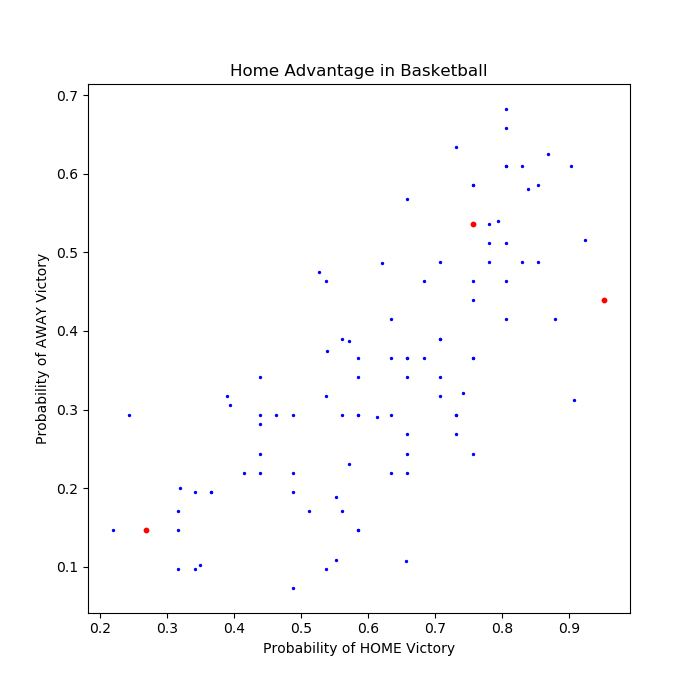 Home Advantage in Basketball
0.7
0.6
0.5
0.4
0.3
0.2
0.1
Probability of AWAY Victory
0.2 0.3 0.4 0.5 0.6 0.7 0.8 0.9
Probability of HOME Victory